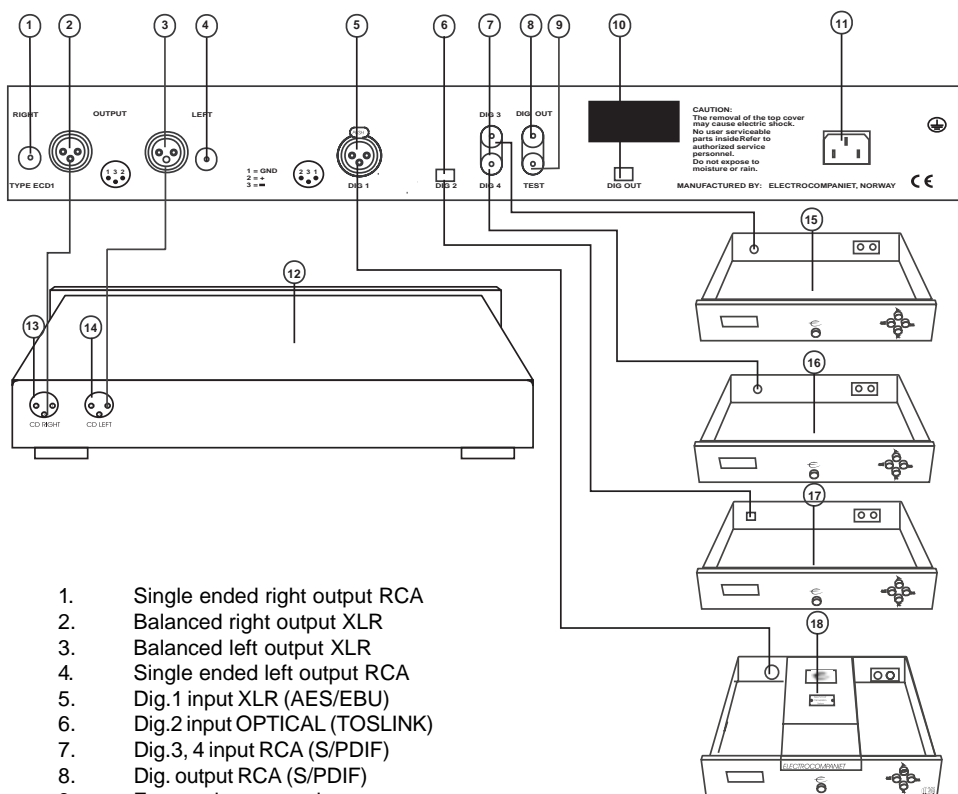 1 2 3 4 5 6 7 8 9 10 11
RIGHT OUTPUT LEFT DIG 3 DIG OUT
CAUTION:
The removal of the top cover
may cause electric shock.
No user serviceable
parts insideRefer to
authorized service
personnel.
Do not expose to
moisture or rain.
1 3 2
1 = GND
2 = +
3 = -
2 3 1
PUSH
TYPE ECD1 DIG 1 DIG 2 DIG 4 TEST DIG OUT MANUFACTURED BY: ELECTROCOMPANIET, NORWAY CE
15
12
13 14
16
CD RIGHT CD LEFT
17
18
ELECTROCOMPANIET
1. Single ended right output RCA
2. Balanced right output XLR
3. Balanced left output XLR
4. Single ended left output RCA
5. Dig.1 input XLR (AES/EBU)
6. Dig.2 input OPTICAL (TOSLINK)
7. Dig.3, 4 input RCA (S/PDIF)
8. Dig. output RCA (S/PDIF)